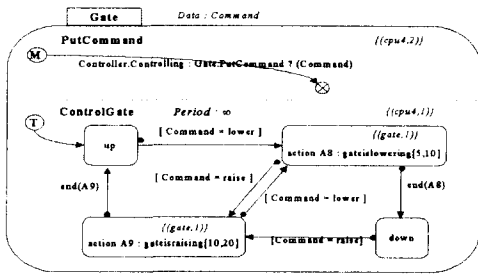 Gate
Data : Command
PutCommand
{(cpu4,2)}
M
Controller.Controlling : Gate.PutCommand ? (Command)
ControlGate
Period : ∞
{(cpu4,1)}
T
[ Command = lower ]
{(gate,1)}
up
action A8 : gateislowering{5,10}
[ Command = raise ]
end(A9)
[ Command = lower ]
end(A8)
{(gate,1)}
action A9 : gateisraising{10,20}
[Command = raise]
down